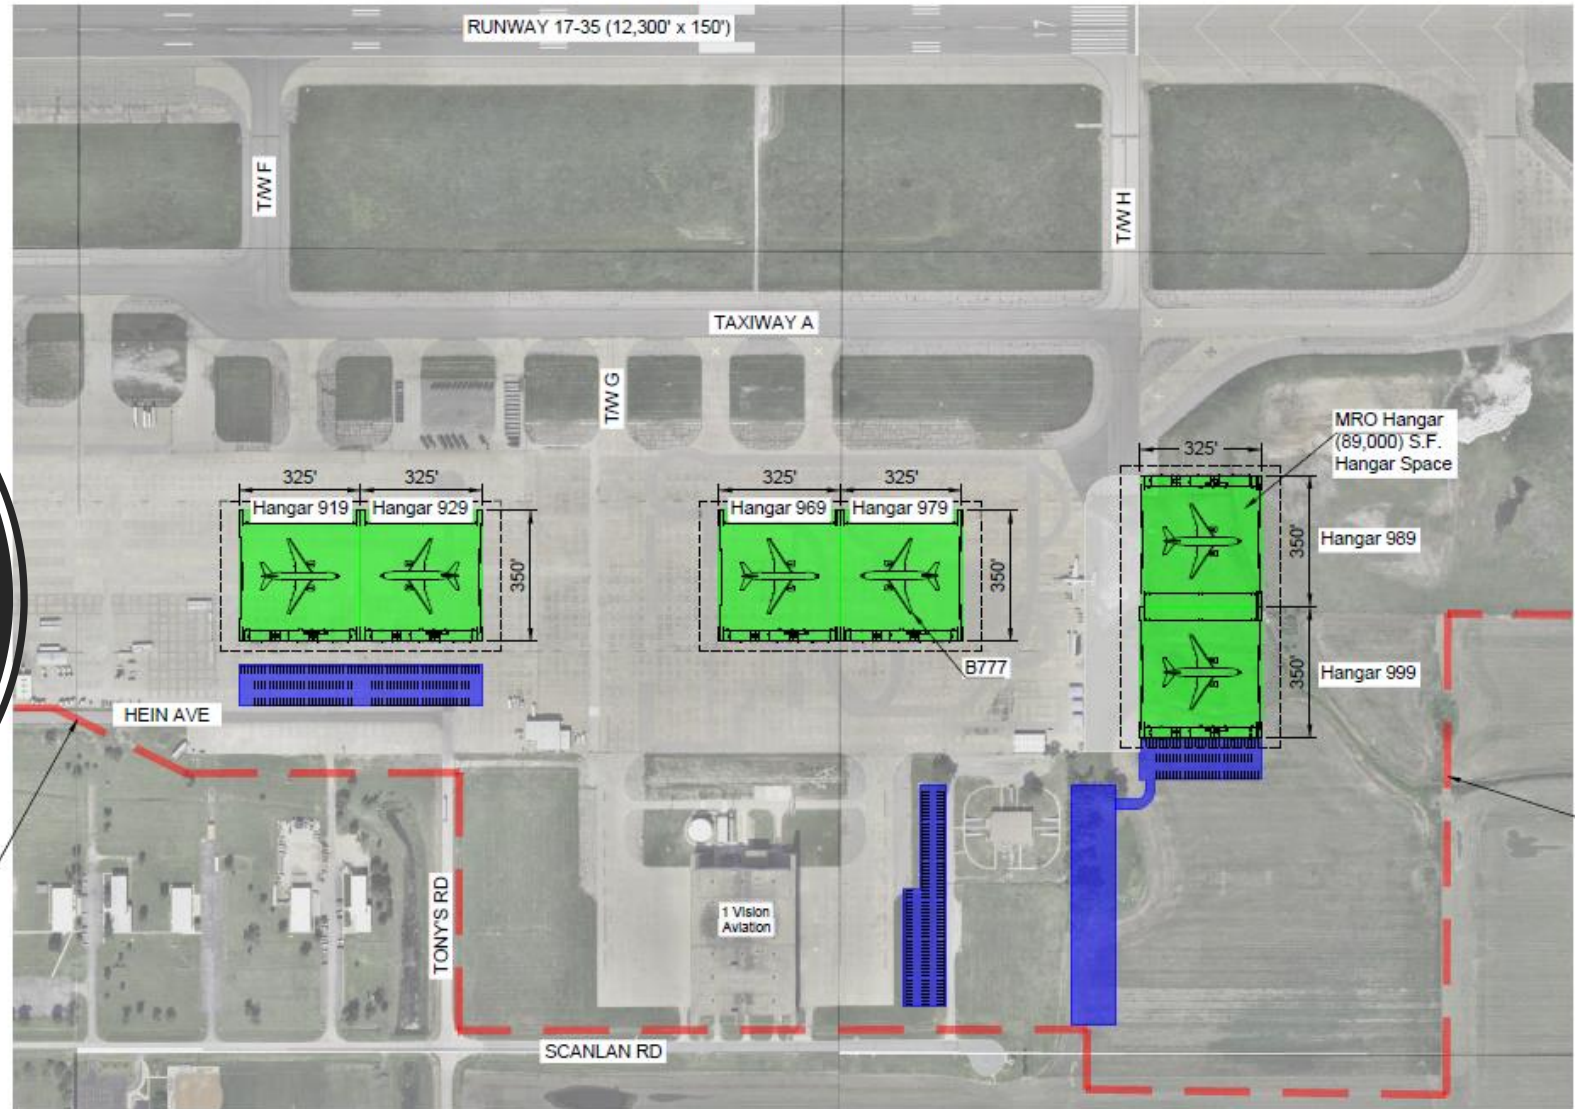 RUNWAY 17-35 (12,300' x 150')
17
T/W F
T/W H
TAXIWAY A
T/W G
MRO Hangar
(89,000) S.F.
Hangar Space
325'
325'
325'
325'
325'
Hangar 919
Hangar 929
Hangar 969
Hangar 979
350'
350'
350'
Hangar 989
350'
Hangar 999
B777
HEIN AVE
TONY'S RD
1 Vision
Aviation
SCANLAN RD